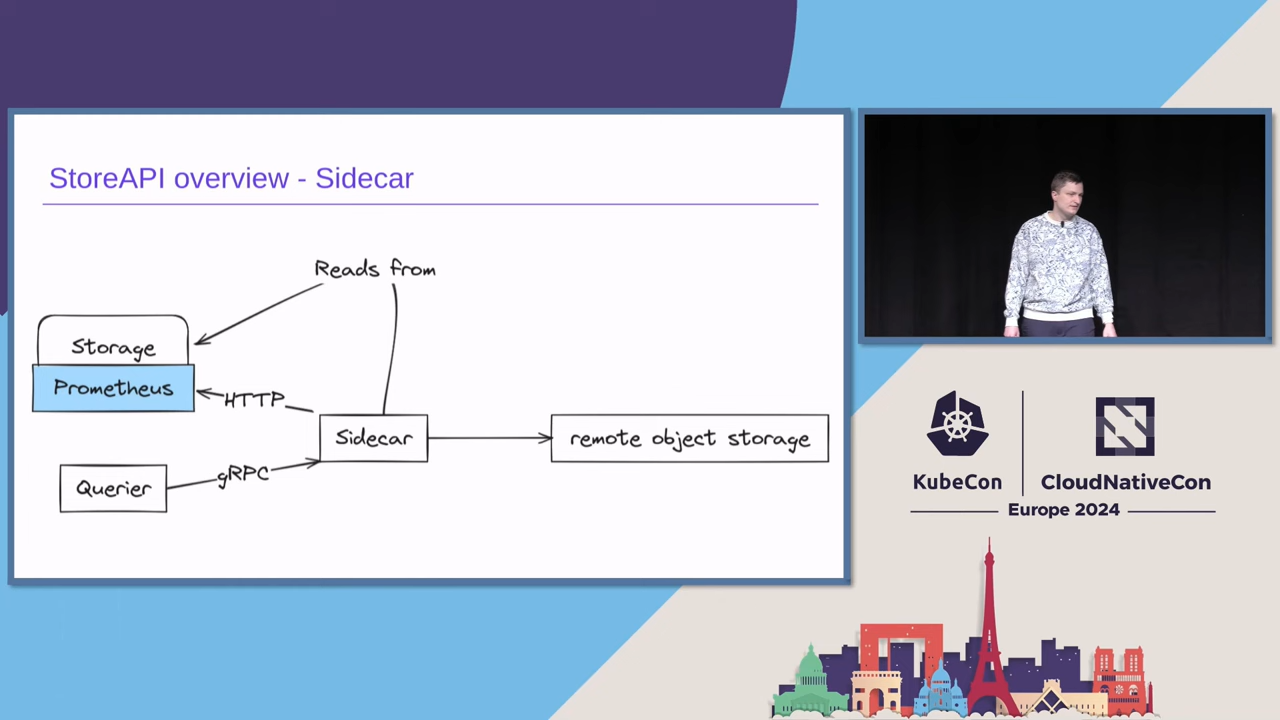 StoreAPI overview - Sidecar
Reads from
Storage
Prometheus
HTTP
Sidecar
remote object storage
Querier
gRPC
KubeCon
CloudNativeCon
Europe 2024